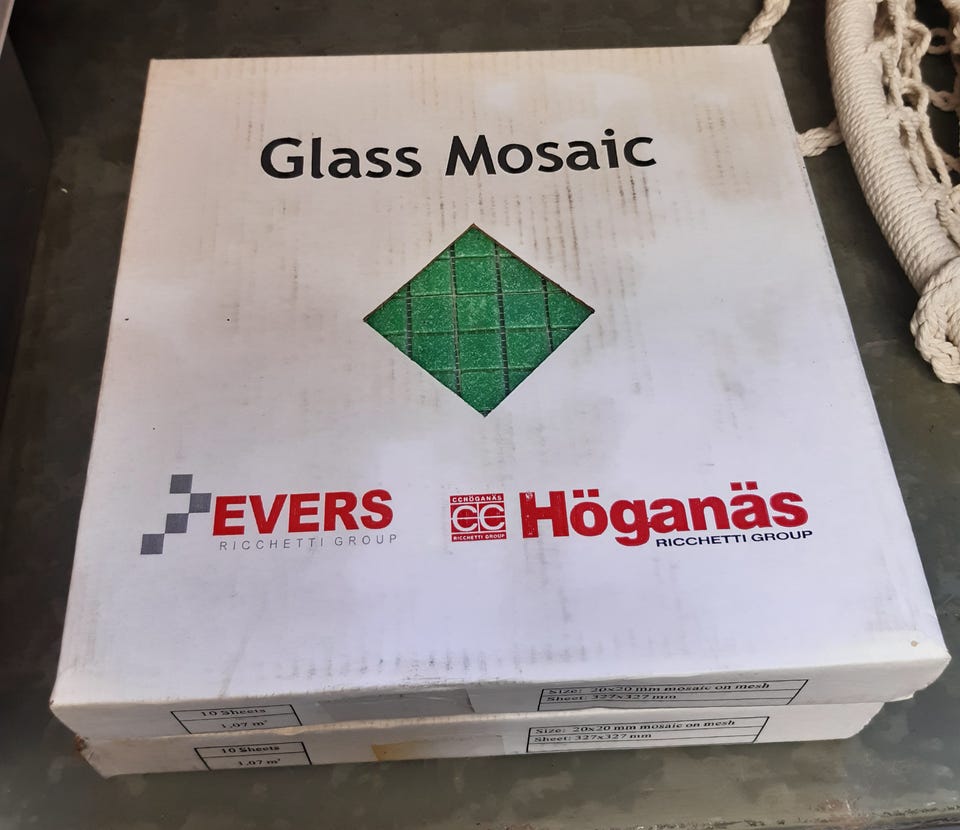 Glass Mosaic
EVERS
RICCHETTI GROUP
CCHÖGANÄS
CC
RICCHETTI GROUP
Höganäs
RICCHETTI GROUP
10 Sheets
1,07 m²
Size: 20x20 mm mosaic on mesh
Sheet: 327x327 mm
10 Sheets
1,07 m²
Size: 20x20 mm mosaic on mesh
Sheet: 327x327 mm